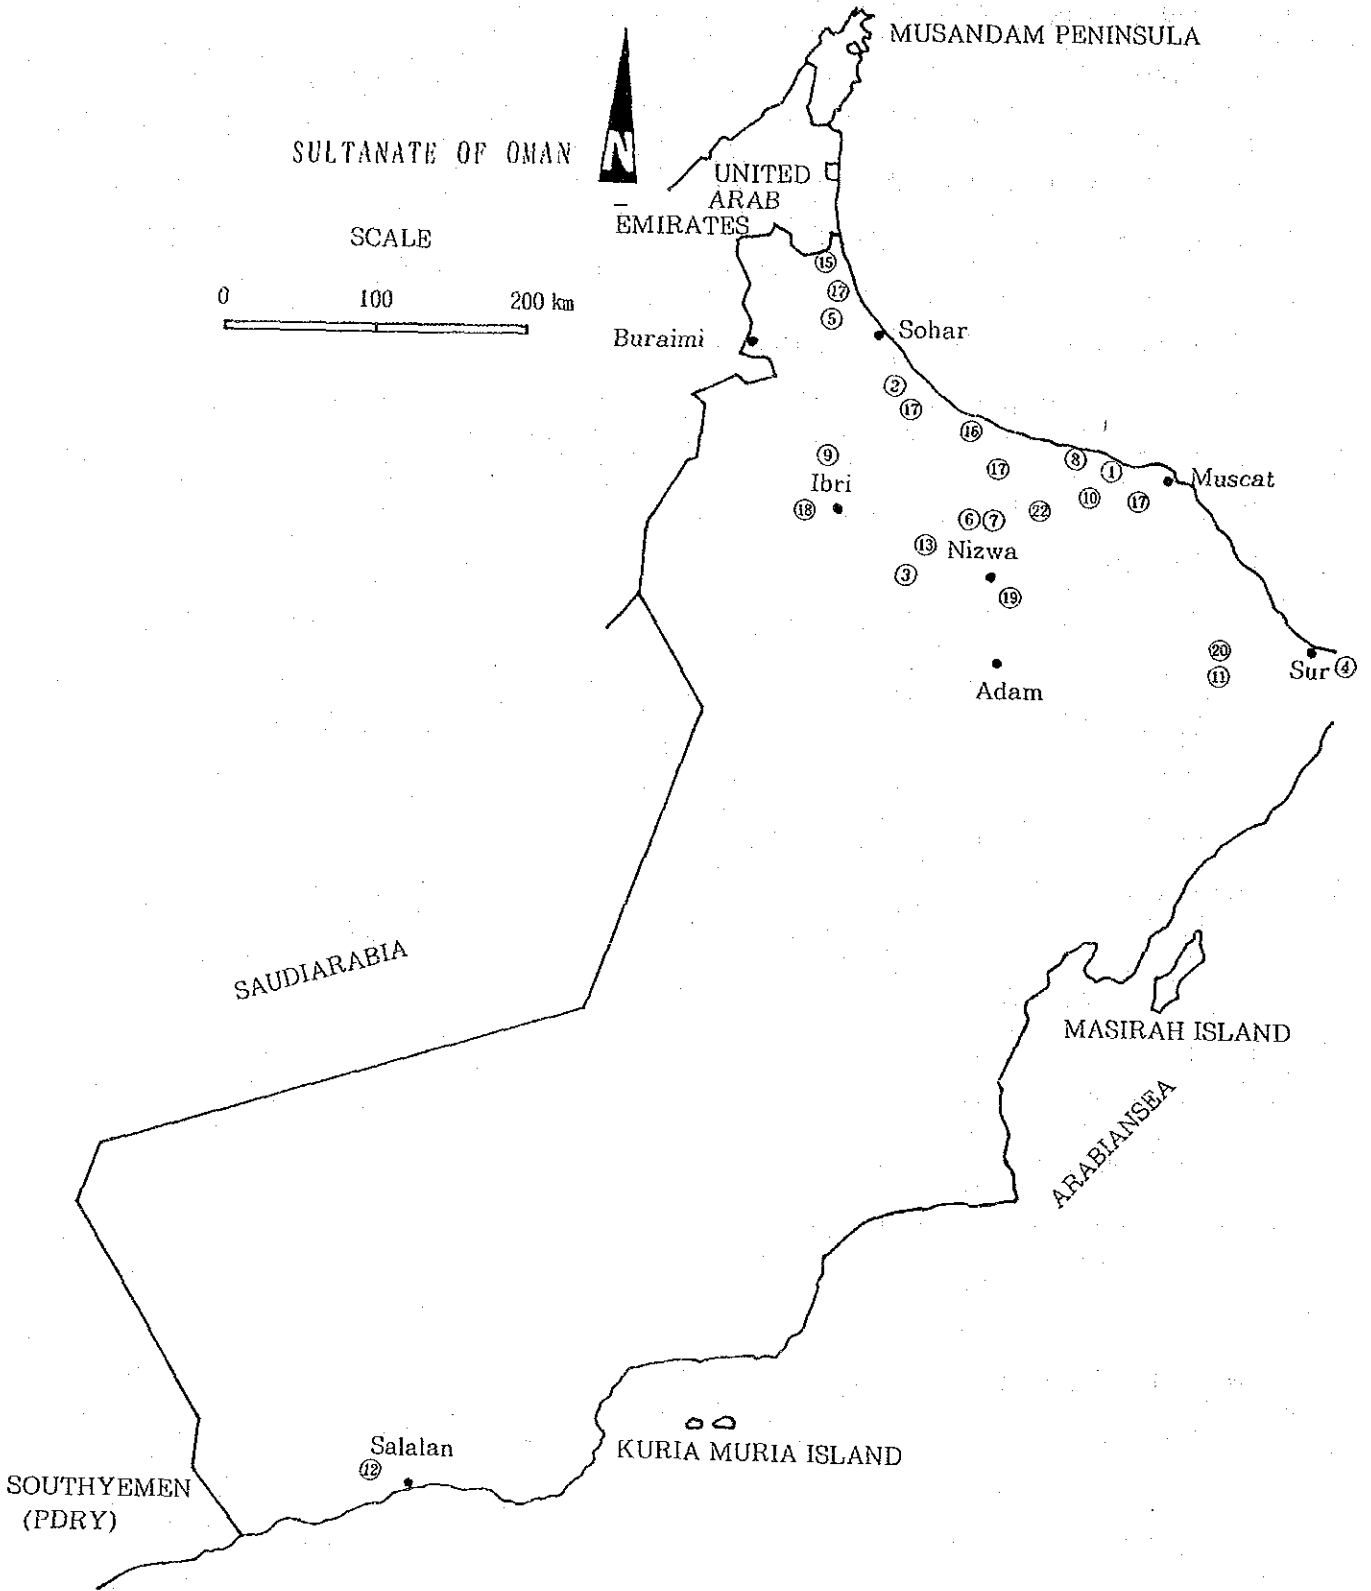 MUSANDAM PENINSULA
SULTANATE OF OMAN
N
UNITED
ARAB
EMIRATES
SCALE
0 100 200 km
⑮
⑰
⑤
Buraimi
Sohar
②
⑰
⑯
⑨
⑧
①
⑰
Ibri
Muscat
⑱
⑩
⑰
㉒
⑥
⑦
⑬
Nizwa
③
⑲
⑳
Sur ④
⑪
Adam
SAUDIARABIA
MASIRAH ISLAND
ARABIANSEA
Salalan
⑫
KURIA MURIA ISLAND
SOUTHYEMEN
(PDRY)